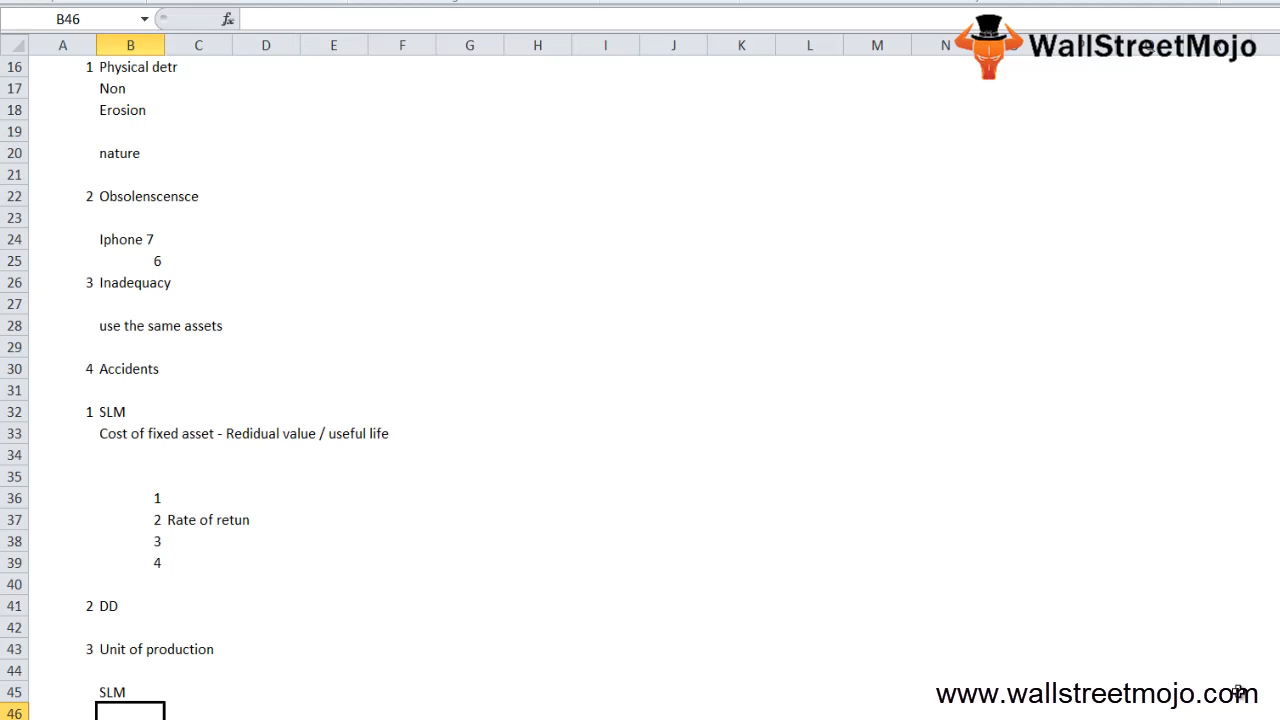 B46 fx
A B C D E F G H I J K L M N
WallStreetMojo
16 1 Physical detr
17 Non
18 Erosion
19
20 nature
21
22 2 Obsolenscensce
23
24 Iphone 7
25 6
26 3 Inadequacy
27
28 use the same assets
29
30 4 Accidents
31
32 1 SLM
33 Cost of fixed asset - Redidual value / useful life
34
35
36 1
37 2 Rate of retun
38 3
39 4
40
41 2 DD
42
43 3 Unit of production
44
45 SLM
46
www.wallstreetmojo.com